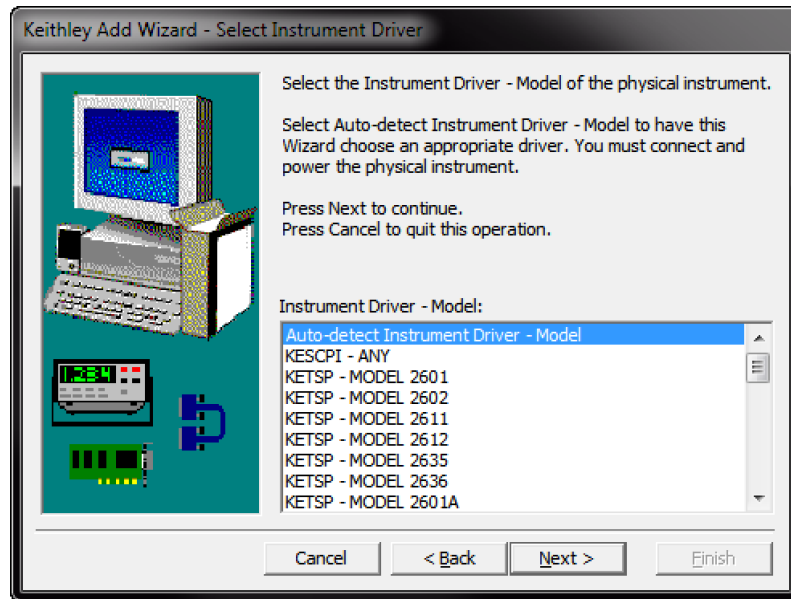 Keithley Add Wizard - Select Instrument Driver
Select the Instrument Driver - Model of the physical instrument.
Select Auto-detect Instrument Driver - Model to have this
Wizard choose an appropriate driver. You must connect and
power the physical instrument.
Press Next to continue.
Press Cancel to quit this operation.
Instrument Driver - Model:
Auto-detect Instrument Driver - Model
KESCPI - ANY
KETSP - MODEL 2601
KETSP - MODEL 2602
KETSP - MODEL 2611
KETSP - MODEL 2612
KETSP - MODEL 2635
KETSP - MODEL 2636
KETSP - MODEL 2601A
1.234
Cancel
< Back
Next >
Finish